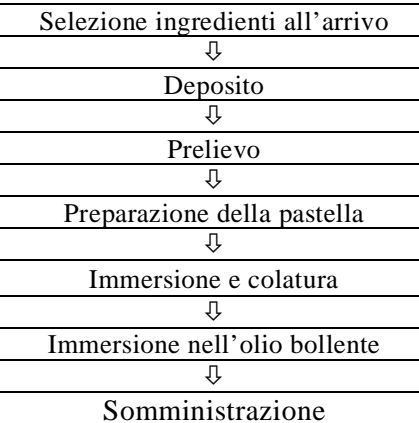 Selezione ingredienti all’arrivo
⇩
Deposito
⇩
Prelievo
⇩
Preparazione della pastella
⇩
Immersione e colatura
⇩
Immersione nell’olio bollente
⇩
Somministrazione